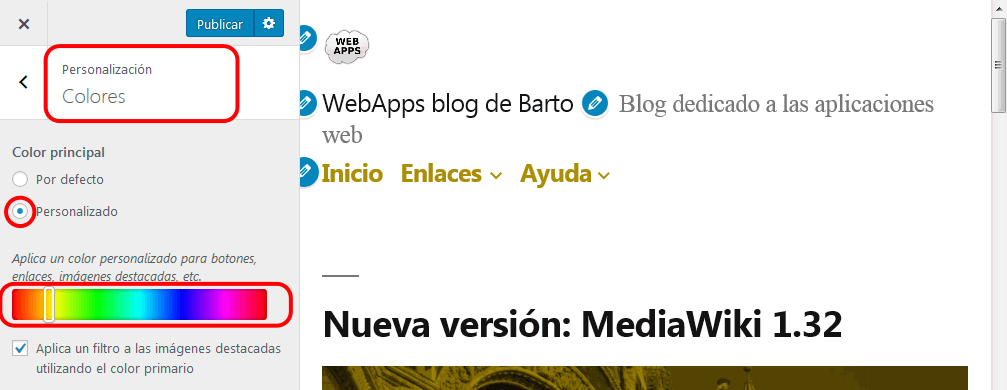 Publicar
Personalización
Colores
Color principal
Por defecto
Personalizado
Aplica un color personalizado para botones,
enlaces, imágenes destacadas, etc.
Aplica un filtro a las imágenes destacadas
utilizando el color primario
WEB
APPS
WebApps blog de Barto Blog dedicado a las aplicaciones
web
Inicio Enlaces Ayuda
Nueva versión: MediaWiki 1.32